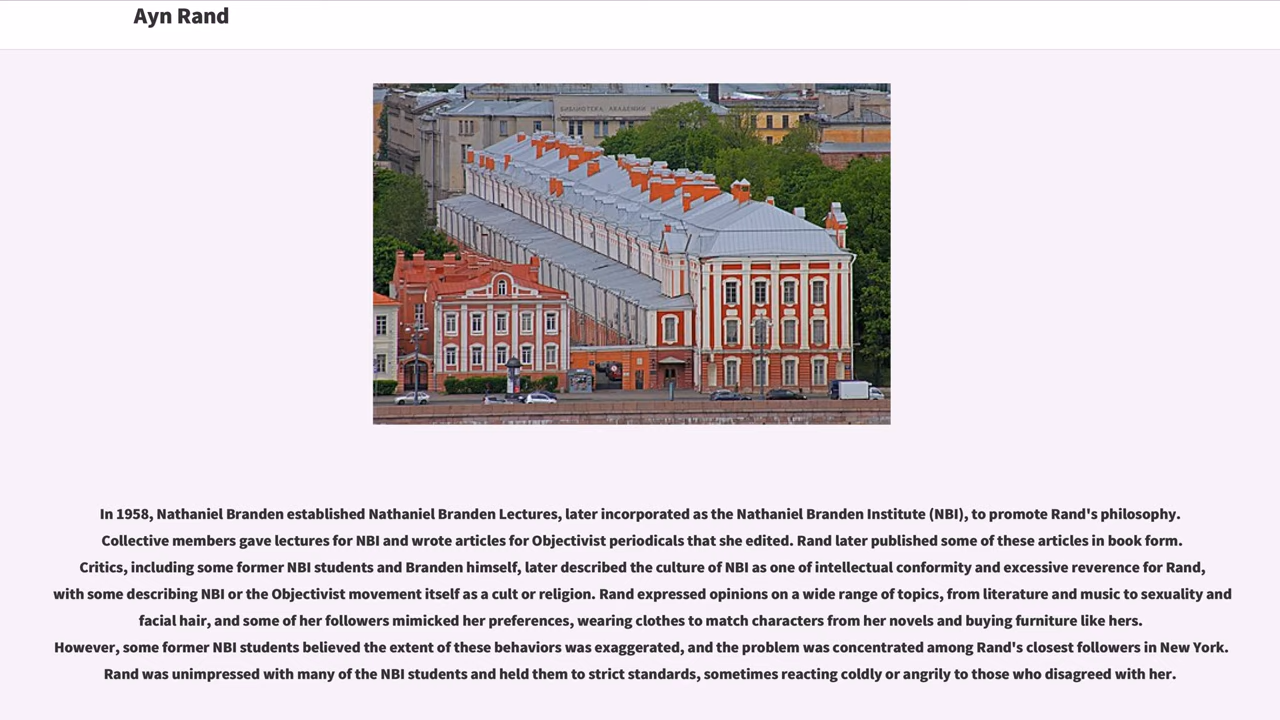 Ayn Rand
БИБЛИОТЕКА АКАДЕМИИ
In 1958, Nathaniel Branden established Nathaniel Branden Lectures, later incorporated as the Nathaniel Branden Institute (NBI), to promote Rand's philosophy.
Collective members gave lectures for NBI and wrote articles for Objectivist periodicals that she edited. Rand later published some of these articles in book form.
Critics, including some former NBI students and Branden himself, later described the culture of NBI as one of intellectual conformity and excessive reverence for Rand,
with some describing NBI or the Objectivist movement itself as a cult or religion. Rand expressed opinions on a wide range of topics, from literature and music to sexuality and
facial hair, and some of her followers mimicked her preferences, wearing clothes to match characters from her novels and buying furniture like hers.
However, some former NBI students believed the extent of these behaviors was exaggerated, and the problem was concentrated among Rand's closest followers in New York.
Rand was unimpressed with many of the NBI students and held them to strict standards, sometimes reacting coldly or angrily to those who disagreed with her.